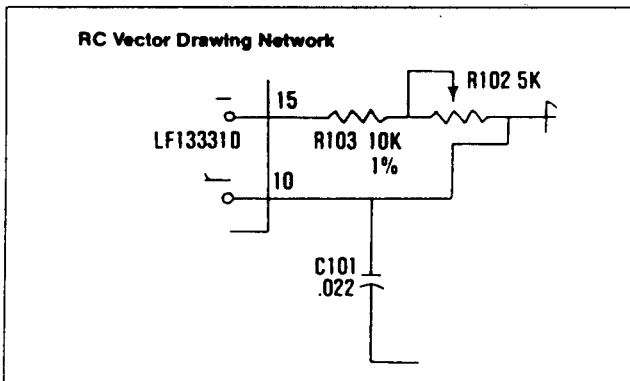 RC Vector Drawing Network
R102 5K
15
LF13331D
R103 10K
1%
10
C101
.022